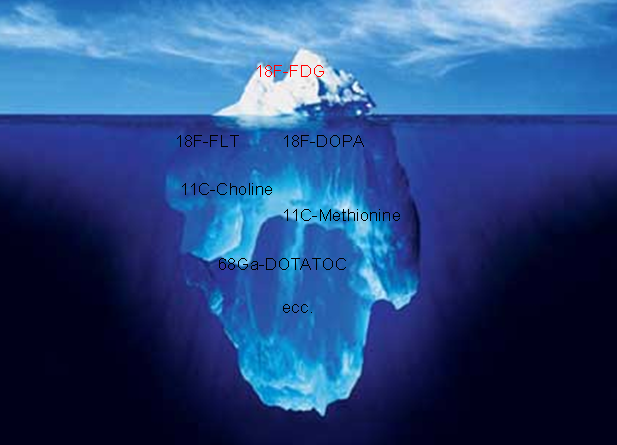 18F-FDG
18F-FLT 18F-DOPA
11C-Choline
11C-Methionine
68Ga-DOTATOC
ecc.